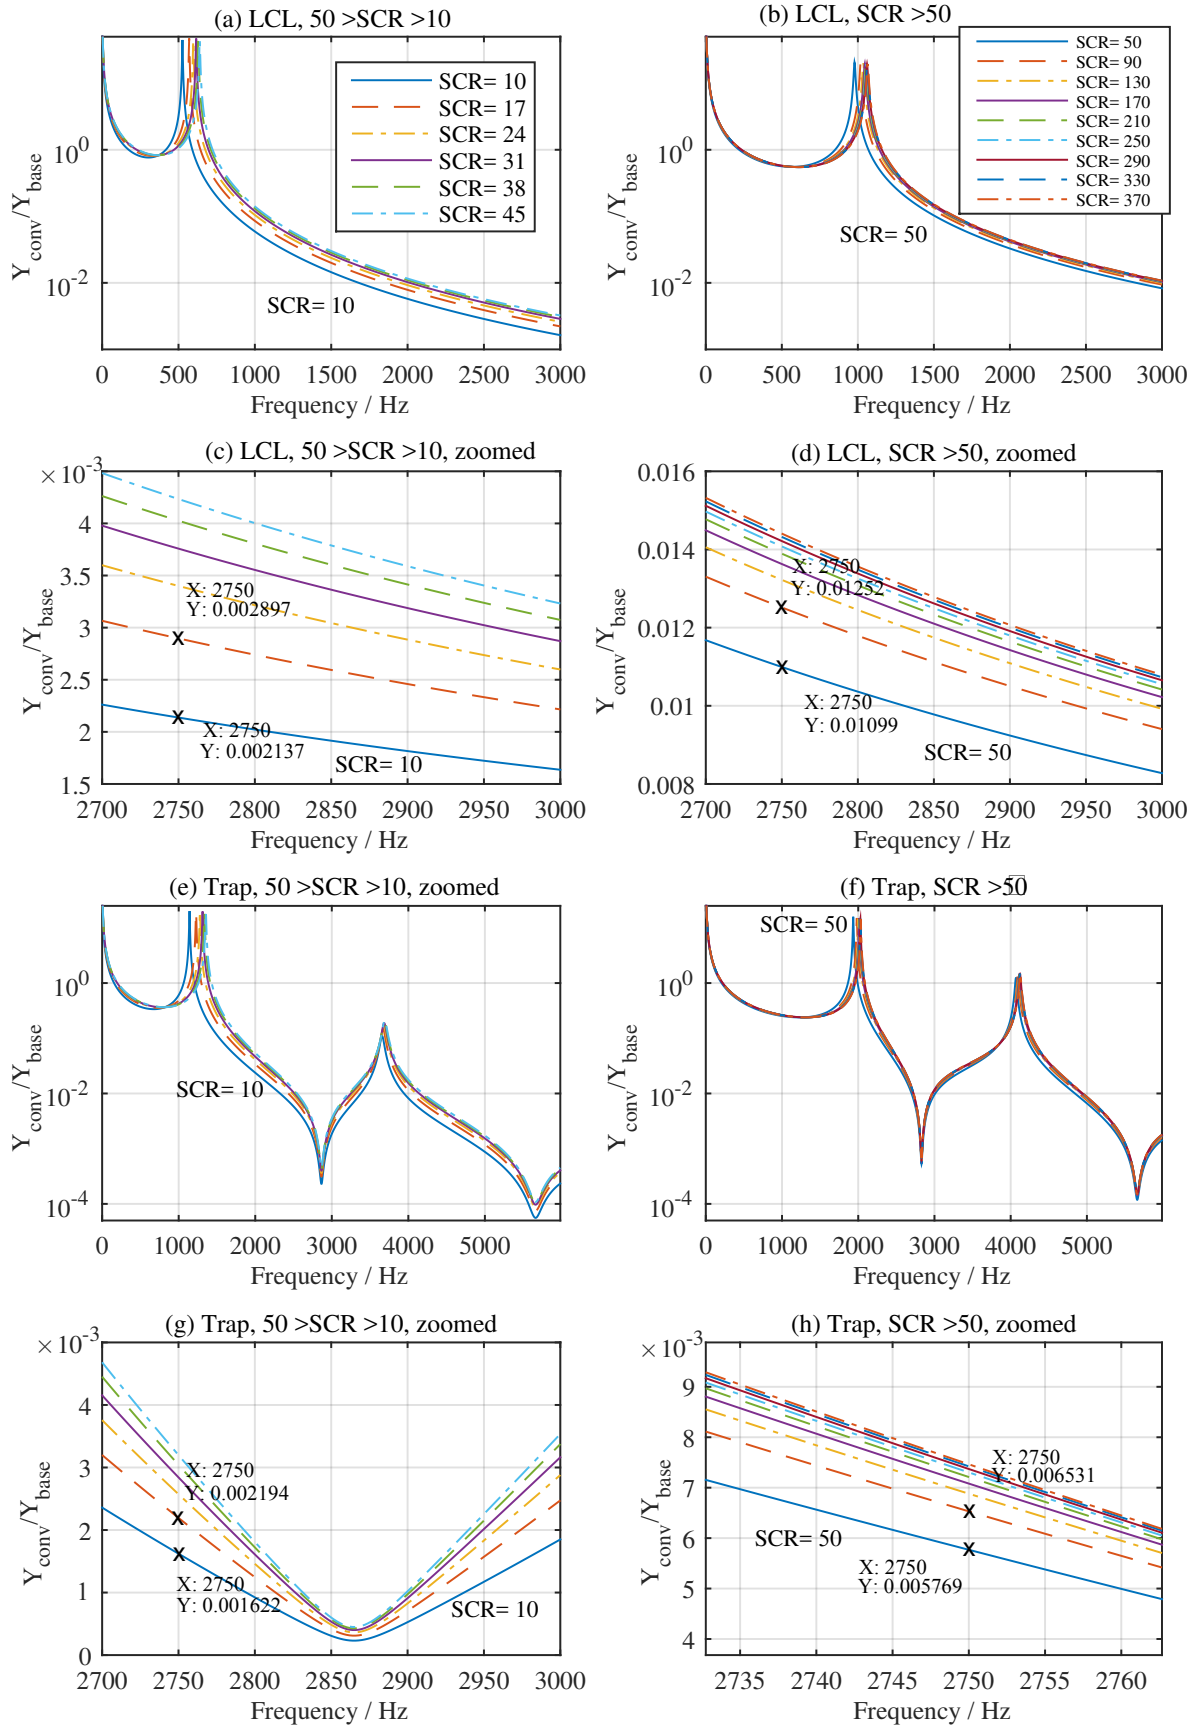 (a) LCL, 50 >SCR >10
Y_conv/Y_base
10^0
10^-2
SCR= 10
SCR= 17
SCR= 24
SCR= 31
SCR= 38
SCR= 45
SCR= 10
0 500 1000 1500 2000 2500 3000
Frequency / Hz
(b) LCL, SCR >50
Y_conv/Y_base
10^0
10^-2
SCR= 50
SCR= 90
SCR= 130
SCR= 170
SCR= 210
SCR= 250
SCR= 290
SCR= 330
SCR= 370
SCR= 50
0 500 1000 1500 2000 2500 3000
Frequency / Hz
(c) LCL, 50 >SCR >10, zoomed
× 10^-3
Y_conv/Y_base
4
3.5
3
2.5
2
1.5
X: 2750
Y: 0.002897
X: 2750
Y: 0.002137
SCR= 10
2700 2750 2800 2850 2900 2950 3000
Frequency / Hz
(d) LCL, SCR >50, zoomed
Y_conv/Y_base
0.016
0.014
0.012
0.01
0.008
X: 2750
Y: 0.01252
X: 2750
Y: 0.01099
SCR= 50
2700 2750 2800 2850 2900 2950 3000
Frequency / Hz
(e) Trap, 50 >SCR >10, zoomed
Y_conv/Y_base
10^0
10^-2
10^-4
SCR= 10
0 1000 2000 3000 4000 5000
Frequency / Hz
(f) Trap, SCR >50
Y_conv/Y_base
10^0
10^-2
10^-4
SCR= 50
0 1000 2000 3000 4000 5000
Frequency / Hz
(g) Trap, 50 >SCR >10, zoomed
× 10^-3
Y_conv/Y_base
4
3
2
1
0
X: 2750
Y: 0.002194
X: 2750
Y: 0.001622
SCR= 10
2700 2750 2800 2850 2900 2950 3000
Frequency / Hz
(h) Trap, SCR >50, zoomed
× 10^-3
Y_conv/Y_base
9
8
7
6
5
4
X: 2750
Y: 0.006531
SCR= 50
X: 2750
Y: 0.005769
2735 2740 2745 2750 2755 2760
Frequency / Hz